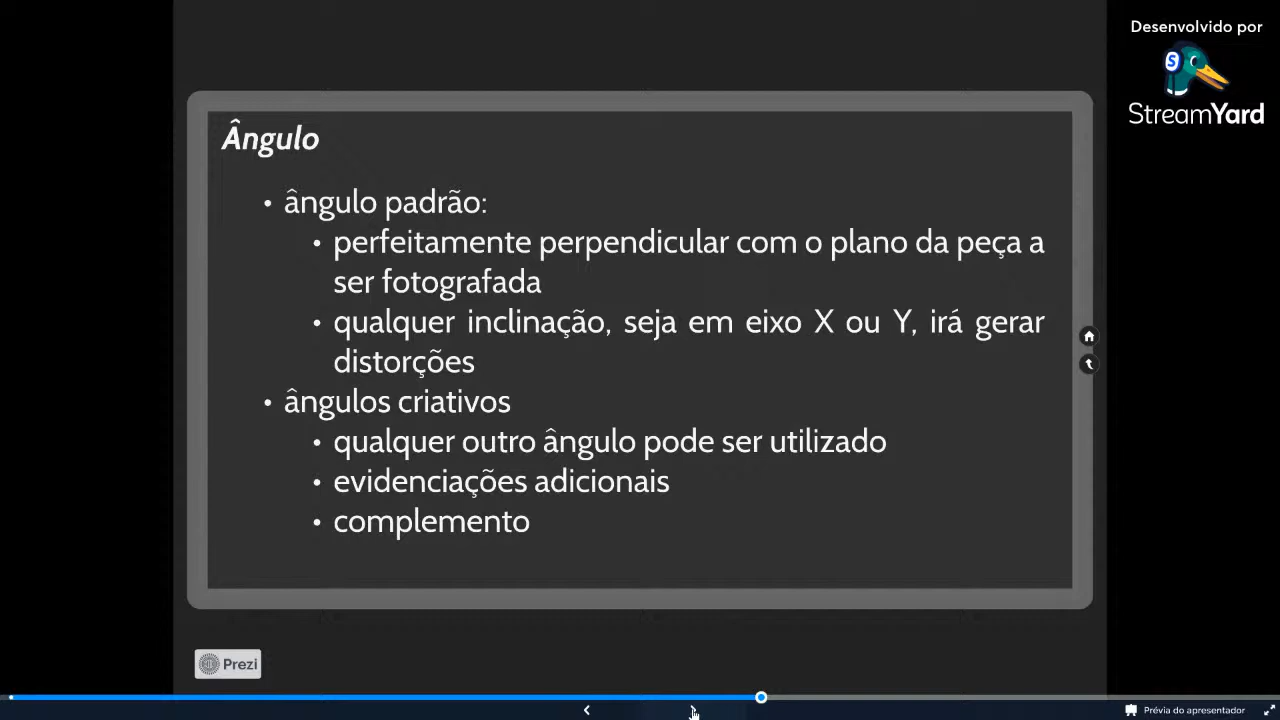 Desenvolvido por
StreamYard
Ângulo
• ângulo padrão:
• perfeitamente perpendicular com o plano da peça a
ser fotografada
• qualquer inclinação, seja em eixo X ou Y, irá gerar
distorções
• ângulos criativos
• qualquer outro ângulo pode ser utilizado
• evidenciações adicionais
• complemento
Prezi
Prévia do apresentador